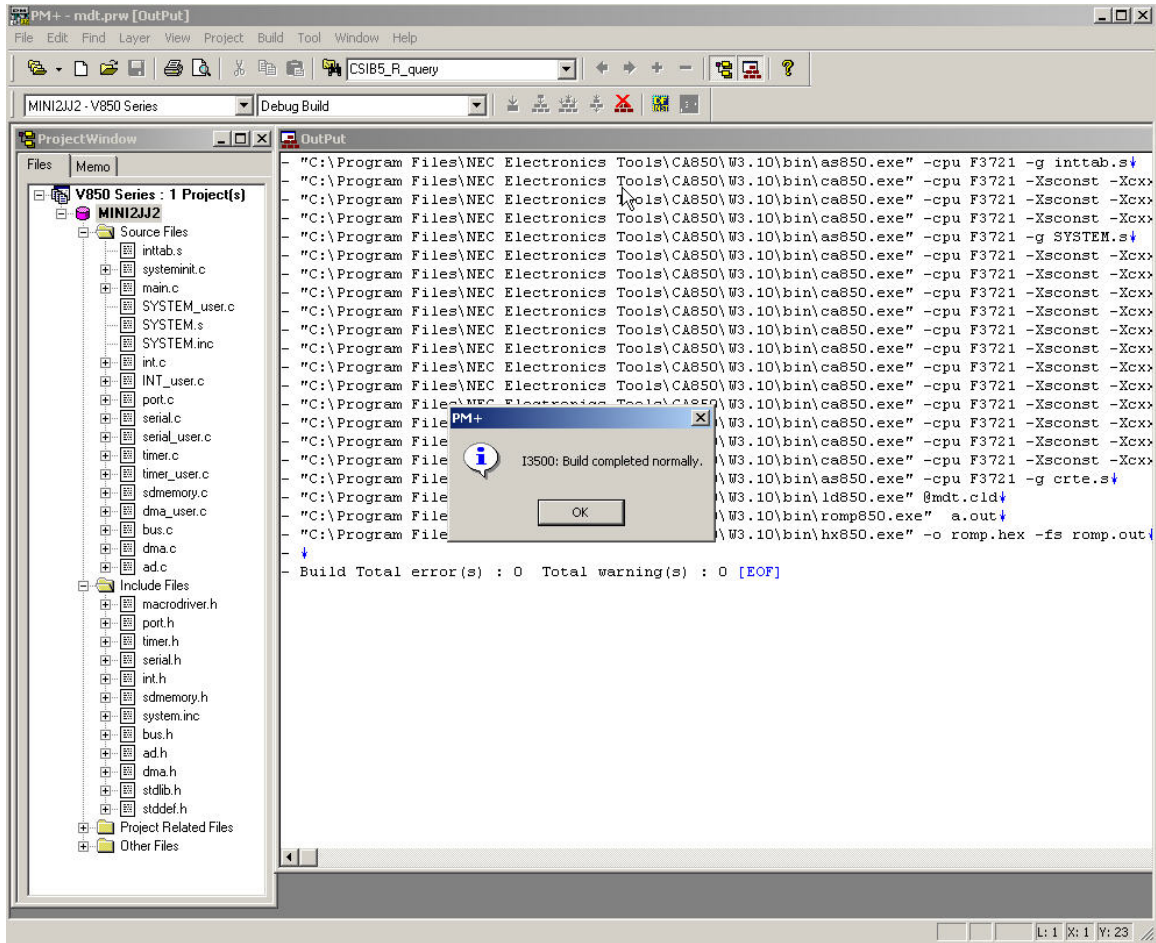 PM+ - mdt.prw [OutPut]
File Edit Find Layer View Project Build Tool Window Help
CSIB5_R_query
MINI2JJ2 - V850 Series Debug Build
ProjectWindow
Files Memo
V850 Series : 1 Project(s)
MINI2JJ2
Source Files
inttab.s
systeminit.c
main.c
SYSTEM_user.c
SYSTEM.s
SYSTEM.inc
int.c
INT_user.c
port.c
serial.c
serial_user.c
timer.c
timer_user.c
sdmemory.c
dma_user.c
bus.c
dma.c
ad.c
Include Files
macrodriver.h
port.h
timer.h
serial.h
int.h
sdmemory.h
system.inc
bus.h
ad.h
dma.h
stdlib.h
stddef.h
Project Related Files
Other Files
OutPut
- "C:\Program Files\NEC Electronics Tools\CA850\W3.10\bin\as850.exe" -cpu F3721 -g inttab.s↓
- "C:\Program Files\NEC Electronics Tools\CA850\W3.10\bin\ca850.exe" -cpu F3721 -Xsconst -Xcxx
- "C:\Program Files\NEC Electronics Tools\CA850\W3.10\bin\ca850.exe" -cpu F3721 -Xsconst -Xcxx
- "C:\Program Files\NEC Electronics Tools\CA850\W3.10\bin\ca850.exe" -cpu F3721 -Xsconst -Xcxx
- "C:\Program Files\NEC Electronics Tools\CA850\W3.10\bin\as850.exe" -cpu F3721 -g SYSTEM.s↓
- "C:\Program Files\NEC Electronics Tools\CA850\W3.10\bin\ca850.exe" -cpu F3721 -Xsconst -Xcxx
- "C:\Program Files\NEC Electronics Tools\CA850\W3.10\bin\ca850.exe" -cpu F3721 -Xsconst -Xcxx
- "C:\Program Files\NEC Electronics Tools\CA850\W3.10\bin\ca850.exe" -cpu F3721 -Xsconst -Xcxx
- "C:\Program Files\NEC Electronics Tools\CA850\W3.10\bin\ca850.exe" -cpu F3721 -Xsconst -Xcxx
- "C:\Program Files\NEC Electronics Tools\CA850\W3.10\bin\ca850.exe" -cpu F3721 -Xsconst -Xcxx
- "C:\Program Files\NEC Electronics Tools\CA850\W3.10\bin\ca850.exe" -cpu F3721 -Xsconst -Xcxx
- "C:\Program Files\NEC Electronics Tools\CA850\W3.10\bin\ca850.exe" -cpu F3721 -Xsconst -Xcxx
- "C:\Program Files\NEC Electronics Tools\CA850\W3.10\bin\ca850.exe" -cpu F3721 -Xsconst -Xcxx
- "C:\Program Files\NEC Electronics Tools\CA850\W3.10\bin\ca850.exe" -cpu F3721 -Xsconst -Xcxx
- "C:\Program File \W3.10\bin\ca850.exe" -cpu F3721 -Xsconst -Xcxx
- "C:\Program File \W3.10\bin\ca850.exe" -cpu F3721 -Xsconst -Xcxx
- "C:\Program File \W3.10\bin\ca850.exe" -cpu F3721 -Xsconst -Xcxx
- "C:\Program File \W3.10\bin\as850.exe" -cpu F3721 -g crte.s↓
- "C:\Program File \W3.10\bin\ld850.exe" @mdt.cld↓
- "C:\Program File \W3.10\bin\romp850.exe" a.out↓
- "C:\Program File \W3.10\bin\hx850.exe" -o romp.hex -fs romp.out↓
- ↓
- Build Total error(s) : 0 Total warning(s) : 0 [EOF]
PM+
I3500: Build completed normally.
OK
L: 1 X: 1 Y: 23